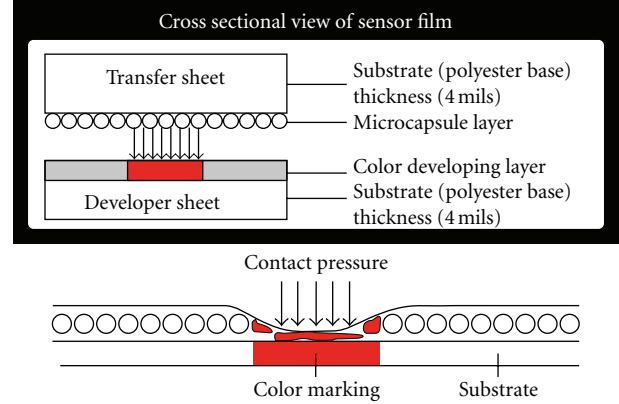 Cross sectional view of sensor film
Transfer sheet
Substrate (polyester base)
thickness (4 mils)
Microcapsule layer
Color developing layer
Developer sheet
Substrate (polyester base)
thickness (4 mils)
Contact pressure
Color marking
Substrate